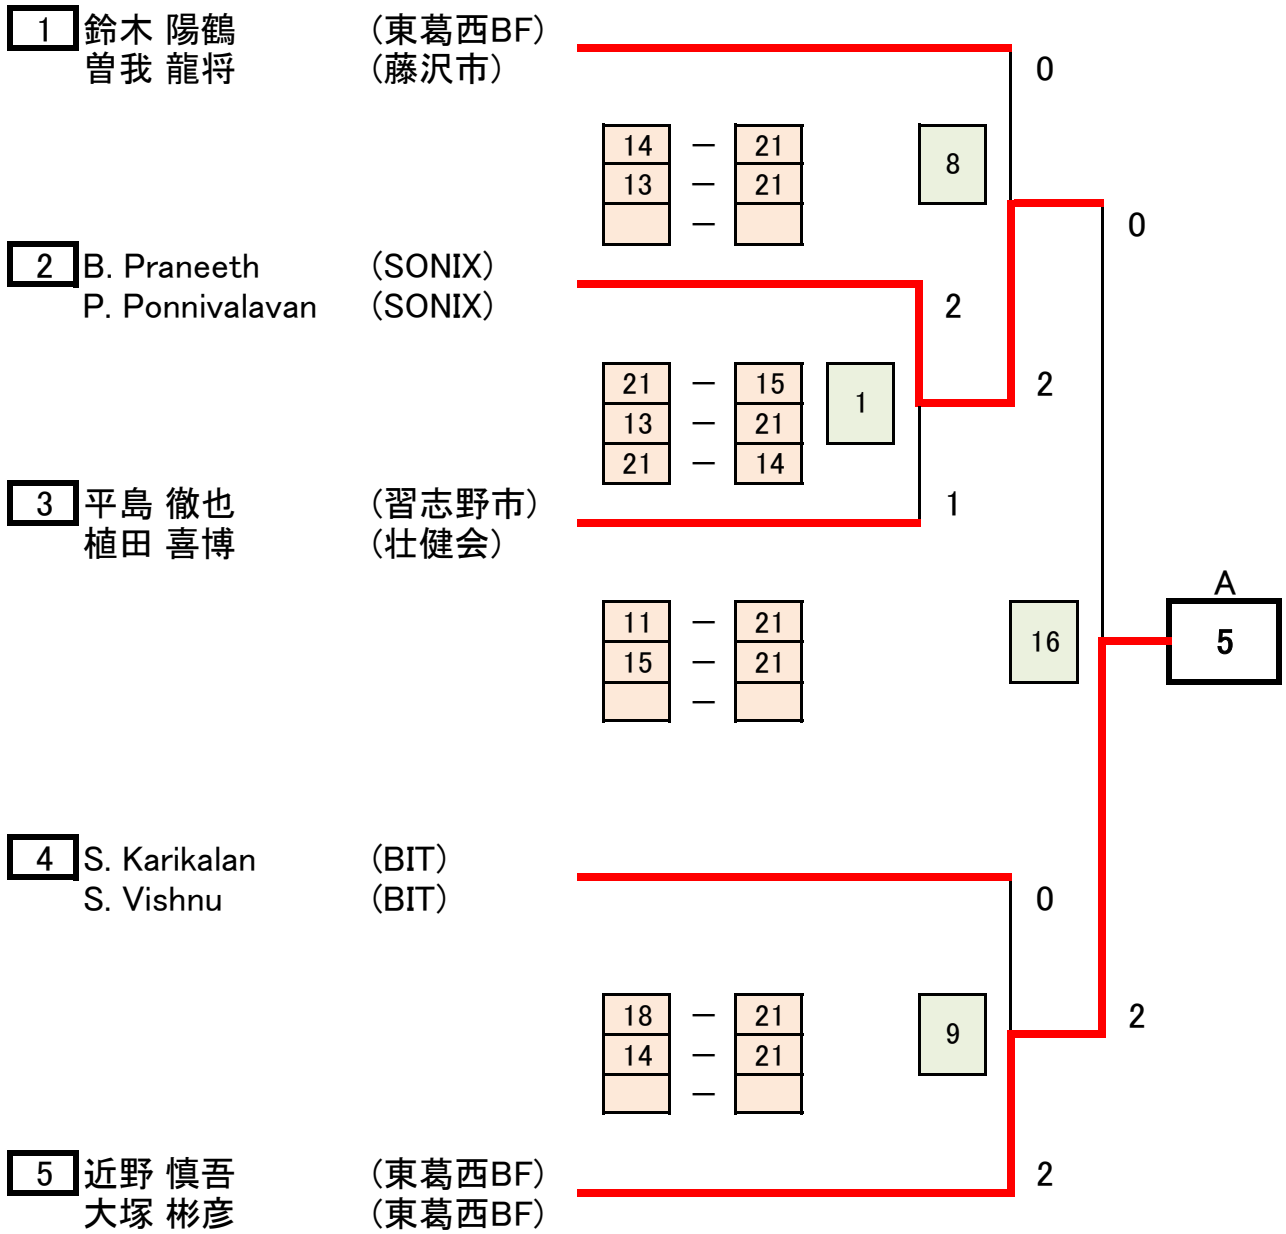 1 鈴木 陽鶴 (東葛西BF)
曽我 龍将 (藤沢市) 0
14 － 21 8
13 － 21
－
0
2 B. Praneeth (SONIX)
P. Ponnivalavan (SONIX) 2
21 － 15 1 2
13 － 21
21 － 14
3 平島 徹也 (習志野市) 1
植田 喜博 (壮健会)
A
11 － 21 16 5
15 － 21
－
4 S. Karikalan (BIT)
S. Vishnu (BIT) 0
18 － 21 9 2
14 － 21
－
5 近野 慎吾 (東葛西BF) 2
大塚 彬彦 (東葛西BF)